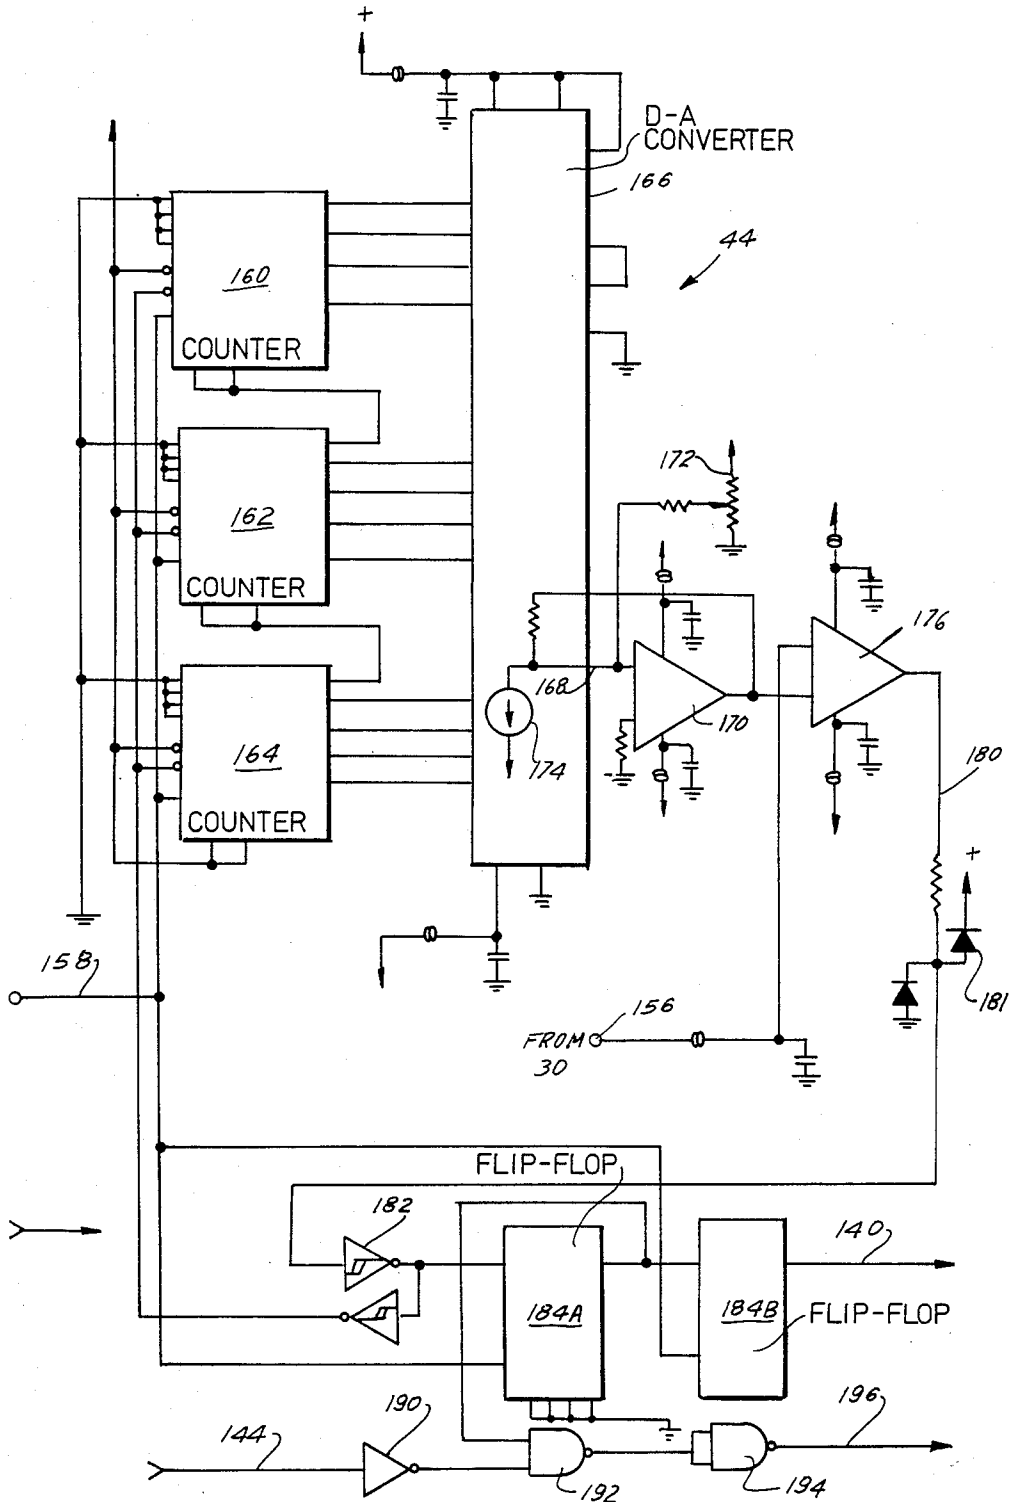 +
D-A
CONVERTER
166
44
160
COUNTER
172
162
COUNTER
176
168
170
174
164
COUNTER
180
+
158
181
156
FROM
30
FLIP-FLOP
182
140
184A
184B
FLIP-FLOP
190
196
144
192
194